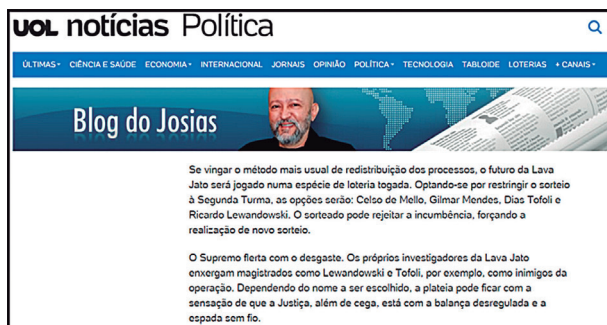 UOL notícias Política
ÚLTIMAS CIÊNCIA E SAÚDE ECONOMIA INTERNACIONAL JORNAIS OPINIÃO POLÍTICA TECNOLOGIA TABLOIDE LOTERIAS + CANAIS
Blog do Josias
Se vingar o método mais usual de redistribuição dos processos, o futuro da Lava
Jato será jogado numa espécie de loteria togada. Optando-se por restringir o sorteio
à Segunda Turma, as opções serão: Celso de Mello, Gilmar Mendes, Dias Tofoli e
Ricardo Lewandowski. O sorteado pode rejeitar a incumbência, forçando a
realização de novo sorteio.
O Supremo flerta com o desgaste. Os próprios investigadores da Lava Jato
enxergam magistrados como Lewandowski e Tofoli, por exemplo, como inimigos da
operação. Dependendo do nome a ser escolhido, a plateia pode ficar com a
sensação de que a Justiça, além de cega, está com a balança desregulada e a
espada sem fio.